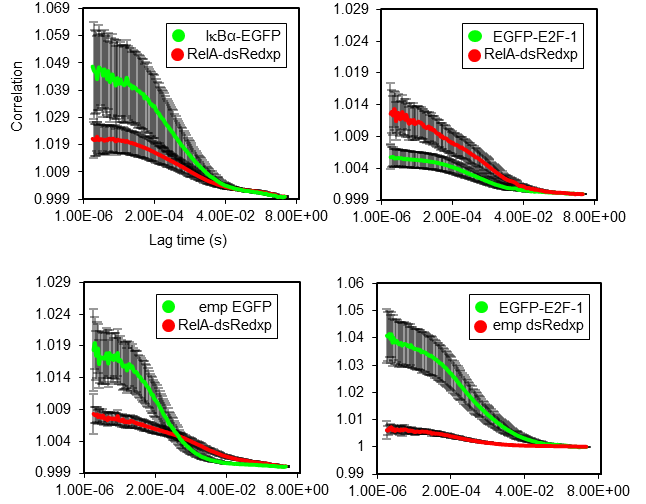 1.069
1.059
1.049
1.039
1.029
1.019
1.009
0.999
Correlation
IκBα-EGFP
RelA-dsRedxp
1.00E-06 2.00E-04 4.00E-02 8.00E+00
Lag time (s)
1.029
1.024
1.019
1.014
1.009
1.004
0.999
EGFP-E2F-1
RelA-dsRedxp
1.00E-06 2.00E-04 4.00E-02 8.00E+00
1.029
1.024
1.019
1.014
1.009
1.004
0.999
emp EGFP
RelA-dsRedxp
1.00E-06 2.00E-04 4.00E-02 8.00E+00
1.06
1.05
1.04
1.03
1.02
1.01
1
0.99
EGFP-E2F-1
emp dsRedxp
1.00E-06 2.00E-04 4.00E-02 8.00E+00